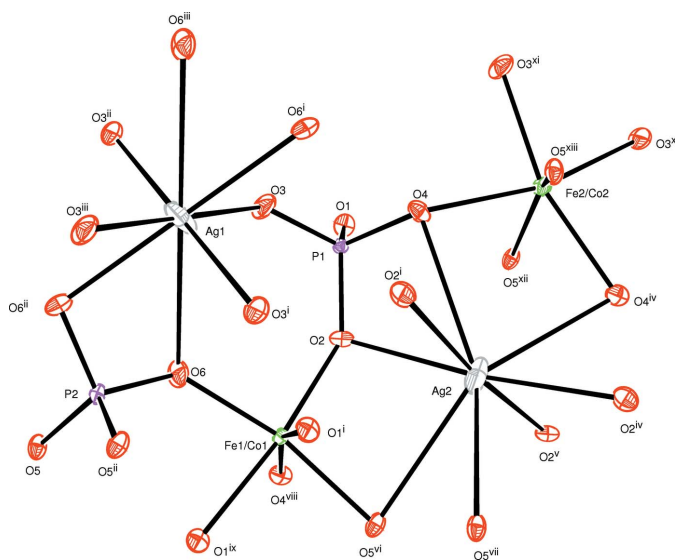 O6ⁱⁱⁱ
O3ˣⁱ
O3ⁱⁱ
O6ⁱ
O3ˣ
O5ˣⁱⁱⁱ
O3
O1
O4
Fe2/Co2
O3ⁱⁱⁱ
Ag1
P1
O5ˣⁱⁱ
O2ⁱ
O6ⁱⁱ
O3ⁱ
O4ⁱᵛ
O2
O6
Ag2
P2
O2ⁱᵛ
O1ⁱ
Fe1/Co1
O2ᵛ
O5
O5ⁱⁱ
O4ᵛⁱⁱⁱ
O1ⁱˣ
O5ᵛⁱ
O5ᵛⁱⁱ